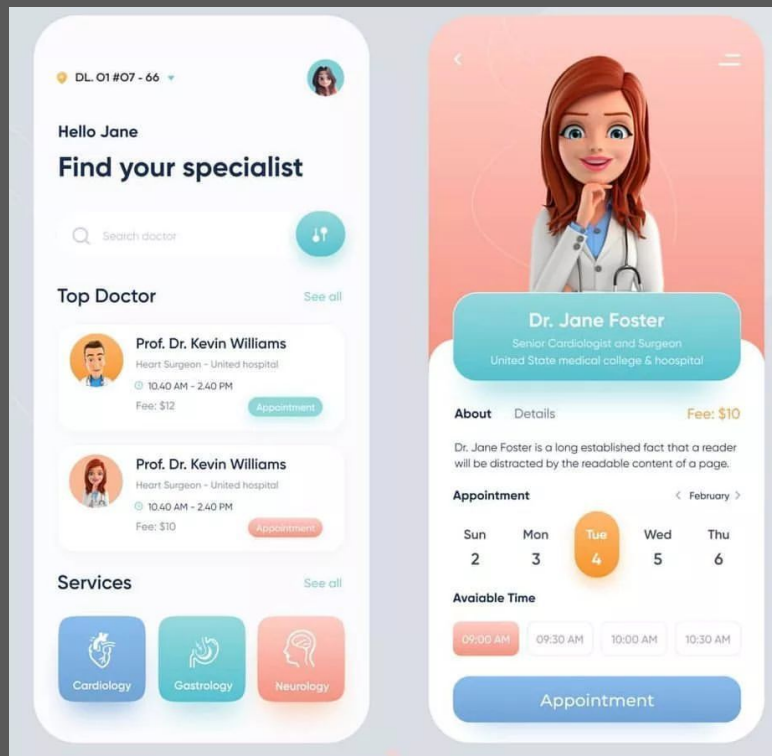 DL. 01 #07 - 66
Hello Jane
Find your specialist
Search doctor
Top Doctor
See all
Prof. Dr. Kevin Williams
Heart Surgeon - United hospital
10.40 AM - 2.40 PM
Fee: $12
Appointment
Prof. Dr. Kevin Williams
Heart Surgeon - United hospital
10.40 AM - 2.40 PM
Fee: $10
Appointment
Services
See all
Cardiology
Gastrology
Neurology
Dr. Jane Foster
Senior Cardiologist and Surgeon
United State medical college & hoospital
About Details Fee: $10
Dr. Jane Foster is a long established fact that a reader
will be distracted by the readable content of a page.
Appointment
< February >
Sun Mon Tue Wed Thu
2 3 4 5 6
Avaiable Time
09:00 AM 09:30 AM 10:00 AM 10:30 AM
Appointment